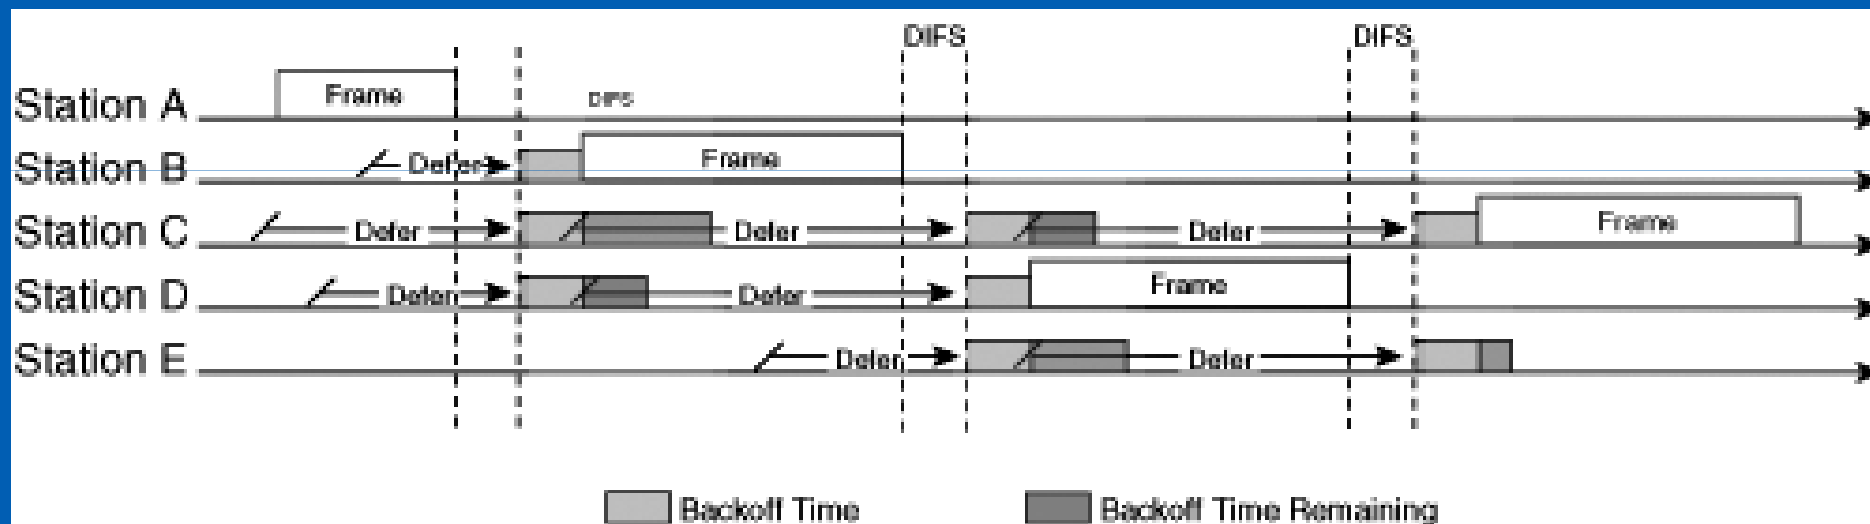 DIFS DIFS
Station A Frame DIFS
Station B Defer Frame
Station C Defer Defer Defer Frame
Station D Defer Defer Frame
Station E Defer Defer
Backoff Time Backoff Time Remaining